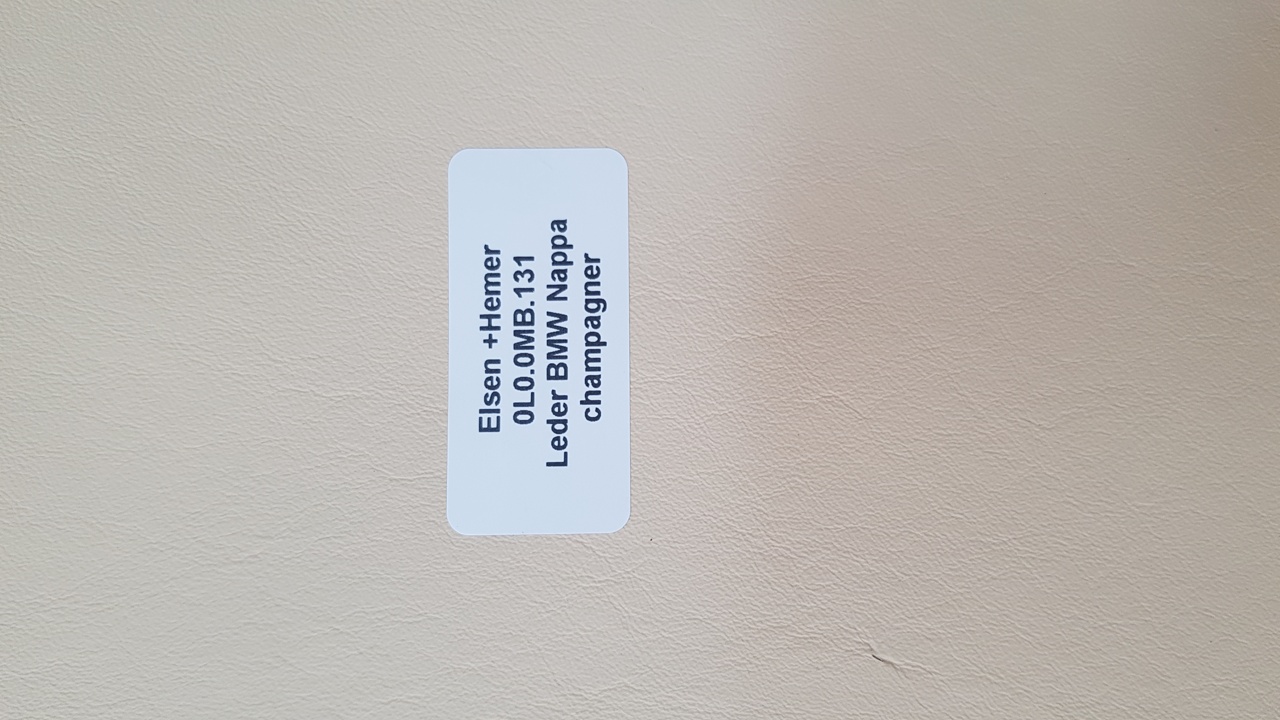 Elsen +Hemer
0L0.0MB.131
Leder BMW Nappa
champagner